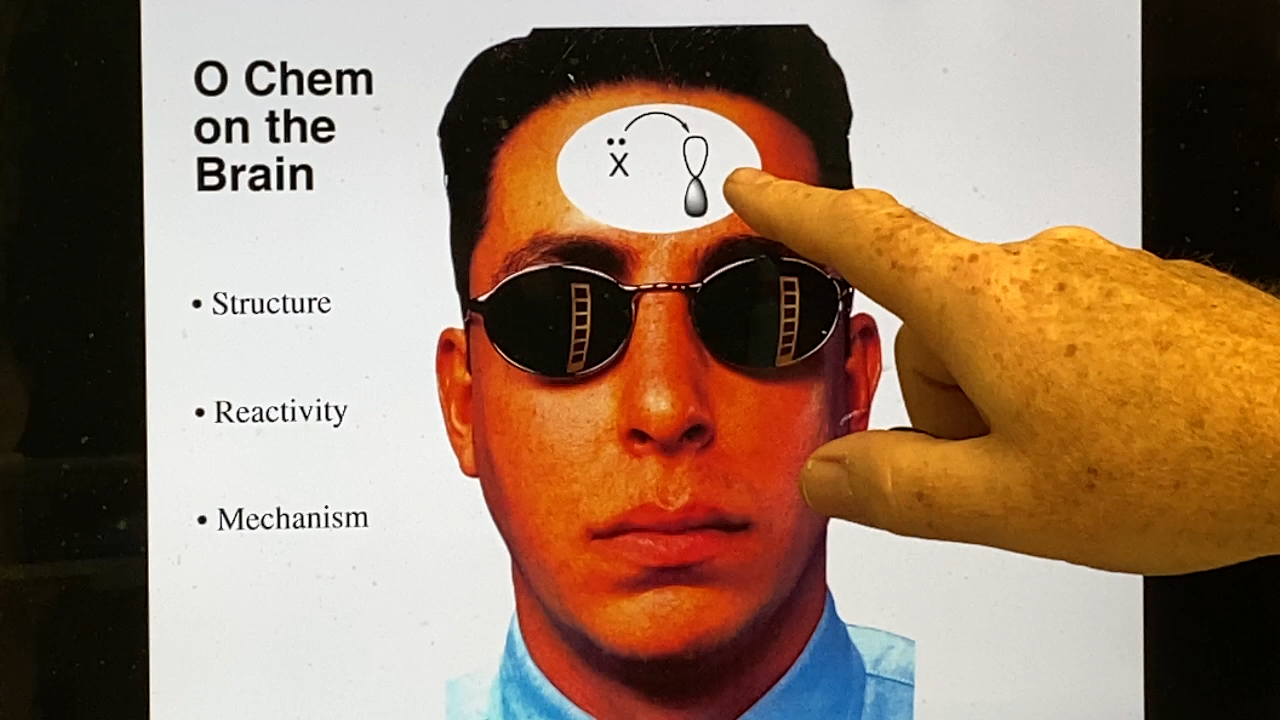 O Chem
on the
Brain
Ẍ
• Structure
• Reactivity
• Mechanism